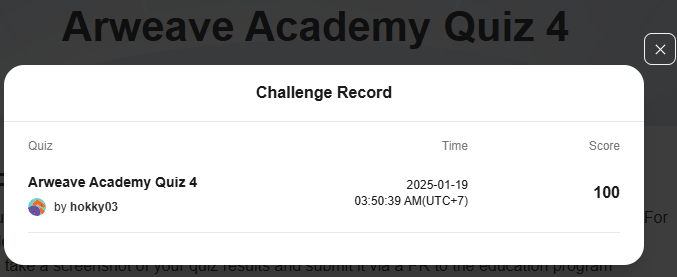 Arweave Academy Quiz 4
Challenge Record
Quiz Time Score
Arweave Academy Quiz 4
2025-01-19
03:50:39 AM(UTC+7)
100
by hokky03
For
take a screenshot of your quiz results and submit it via a PR to the education program